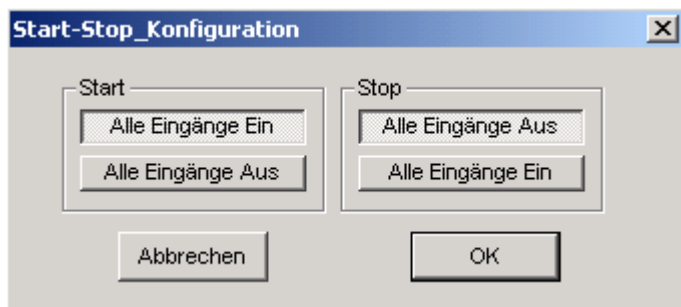 Start-Stop_Konfiguration
Start
Alle Eingänge Ein
Alle Eingänge Aus
Stop
Alle Eingänge Aus
Alle Eingänge Ein
Abbrechen
OK